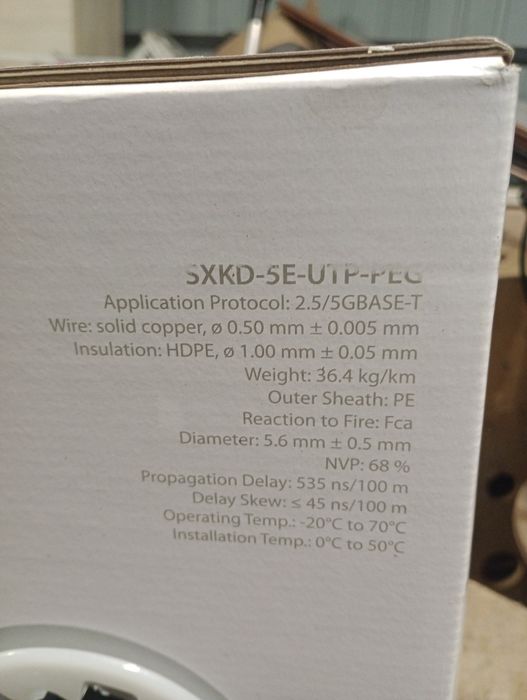 SXKD-5E-UTP-PEG
Application Protocol: 2.5/5GBASE-T
Wire: solid copper, ø 0.50 mm ± 0.005 mm
Insulation: HDPE, ø 1.00 mm ± 0.05 mm
Weight: 36.4 kg/km
Outer Sheath: PE
Reaction to Fire: Fca
Diameter: 5.6 mm ± 0.5 mm
NVP: 68 %
Propagation Delay: 535 ns/100 m
Delay Skew: ≤ 45 ns/100 m
Operating Temp.: -20°C to 70°C
Installation Temp.: 0°C to 50°C